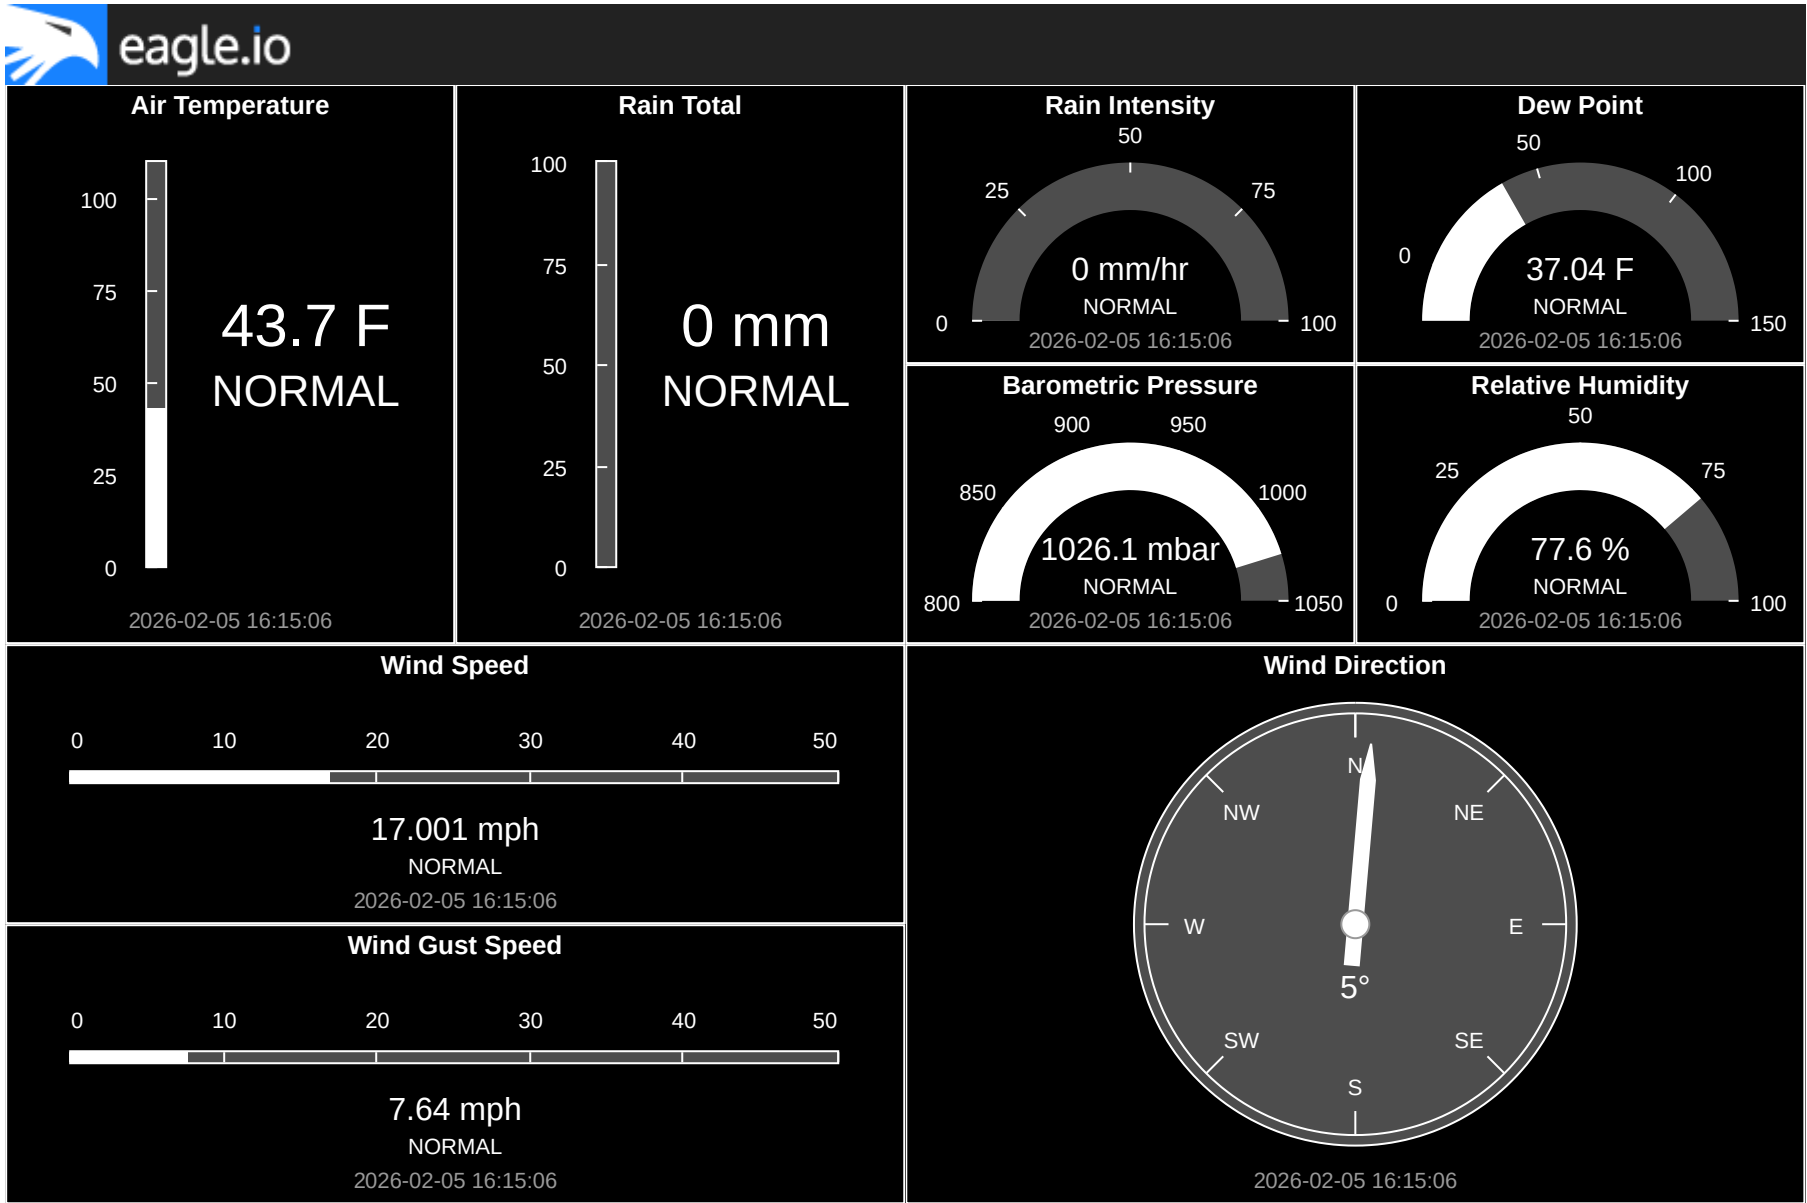 eagle.io
Air Temperature
100
75
50
25
0
43.7 F
NORMAL
2026-02-05 16:15:06
Rain Total
100
75
50
25
0
0 mm
NORMAL
2026-02-05 16:15:06
Rain Intensity
50
25
75
0
100
0 mm/hr
NORMAL
2026-02-05 16:15:06
Dew Point
50
100
0
150
37.04 F
NORMAL
2026-02-05 16:15:06
Barometric Pressure
900
950
850
1000
800
1050
1026.1 mbar
NORMAL
2026-02-05 16:15:06
Relative Humidity
50
25
75
0
100
77.6 %
NORMAL
2026-02-05 16:15:06
Wind Speed
0 10 20 30 40 50
17.001 mph
NORMAL
2026-02-05 16:15:06
Wind Gust Speed
0 10 20 30 40 50
7.64 mph
NORMAL
2026-02-05 16:15:06
Wind Direction
N
NW
NE
W
E
5°
SW
SE
S
2026-02-05 16:15:06